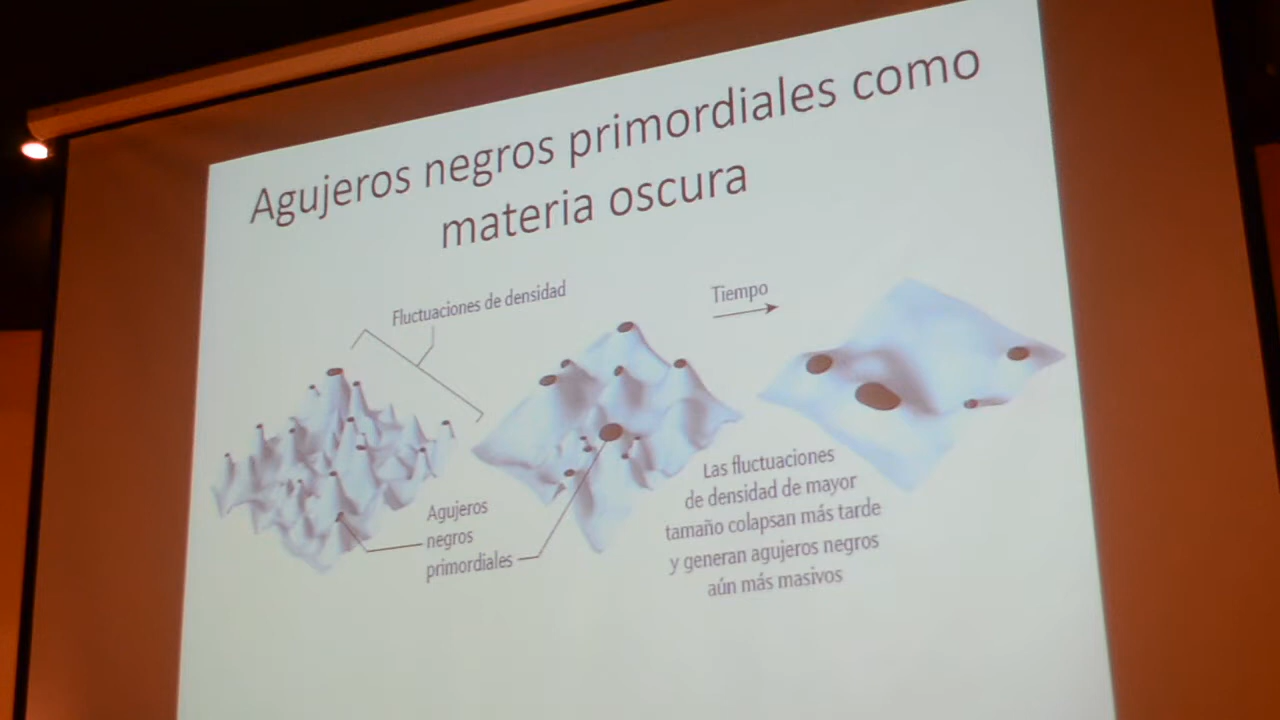 Agujeros negros primordiales como
materia oscura
Fluctuaciones de densidad
Tiempo
Agujeros
negros
primordiales
Las fluctuaciones
de densidad de mayor
tamaño colapsan más tarde
y generan agujeros negros
aún más masivos